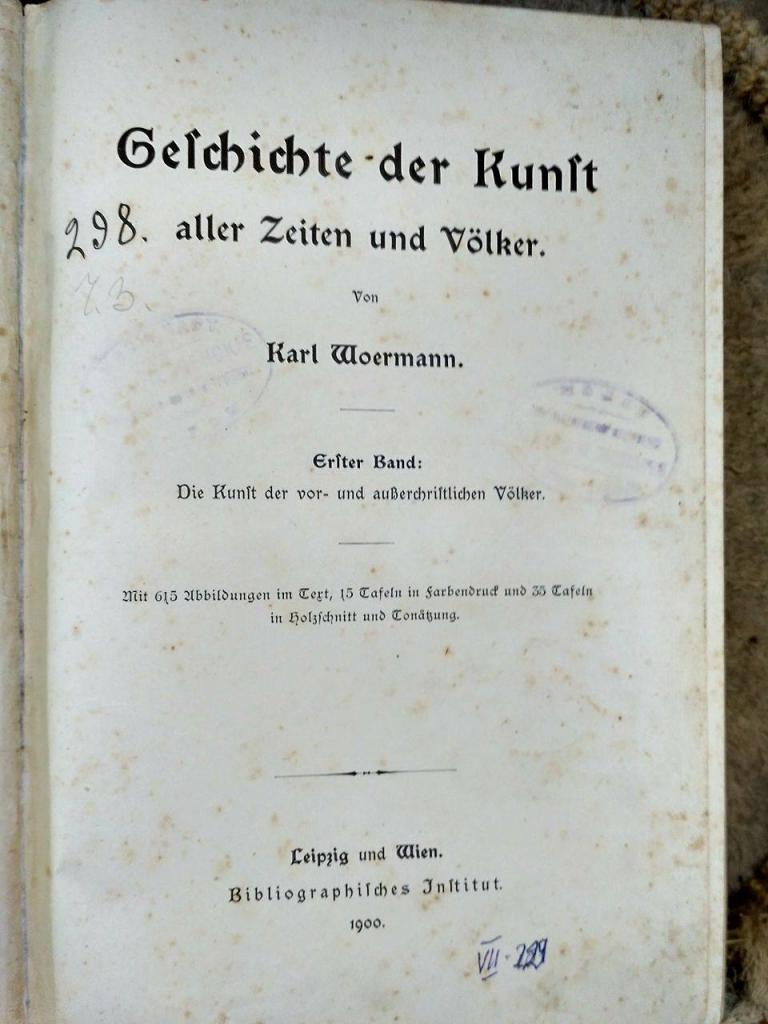 Geſchichte der Kunſt
298. aller Zeiten und Völker.
Von
Karl Woermann.
Erſter Band:
Die Kunſt der vor- und außerchriſtlichen Völker.
Mit 615 Abbildungen im Text, 15 Tafeln in Farbendruck und 35 Tafeln
in Holzſchnitt und Tonätzung.
Leipzig und Wien.
Bibliographiſches Inſtitut.
1900.
VII-229